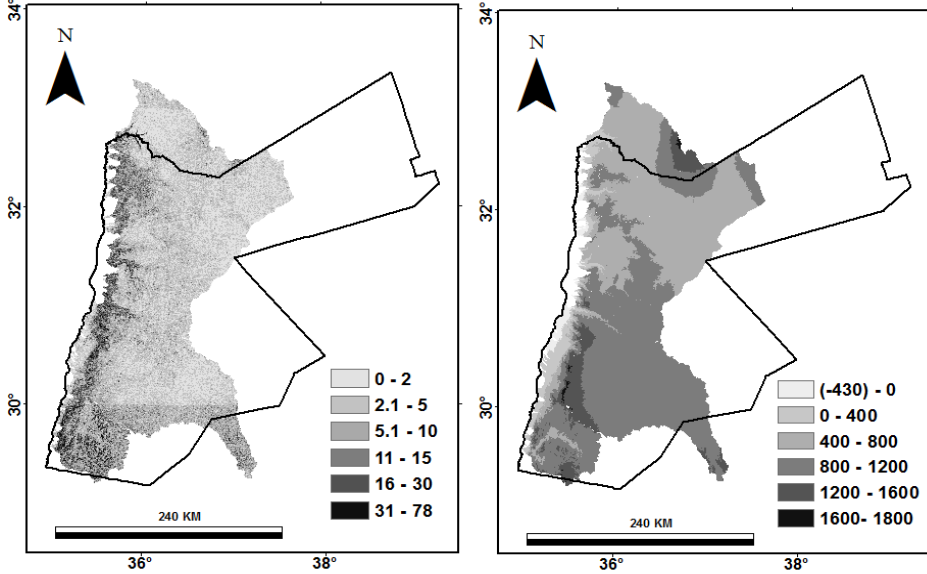 34°
N
32°
30°
0 - 2
2.1 - 5
5.1 - 10
11 - 15
16 - 30
31 - 78
240 KM
36°
38°
34°
N
32°
30°
(-430) - 0
0 - 400
400 - 800
800 - 1200
1200 - 1600
1600- 1800
240 KM
36°
38°